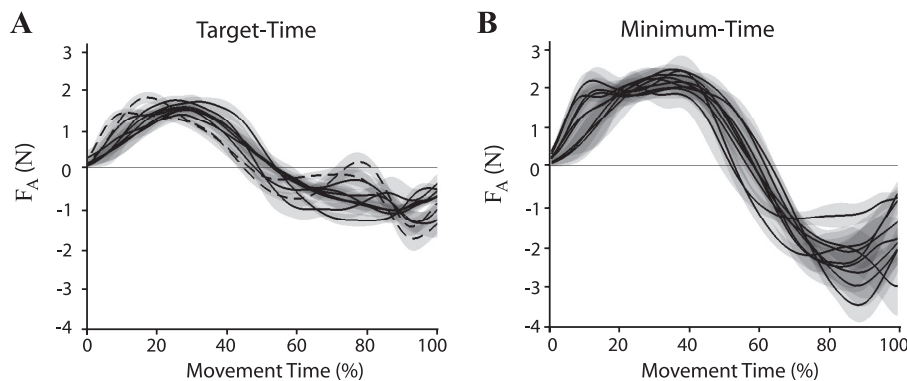 A
Target-Time
3
2
1
0
-1
-2
-3
-4
F_A (N)
0 20 40 60 80 100
Movement Time (%)
B
Minimum-Time
3
2
1
0
-1
-2
-3
-4
F_A (N)
0 20 40 60 80 100
Movement Time (%)